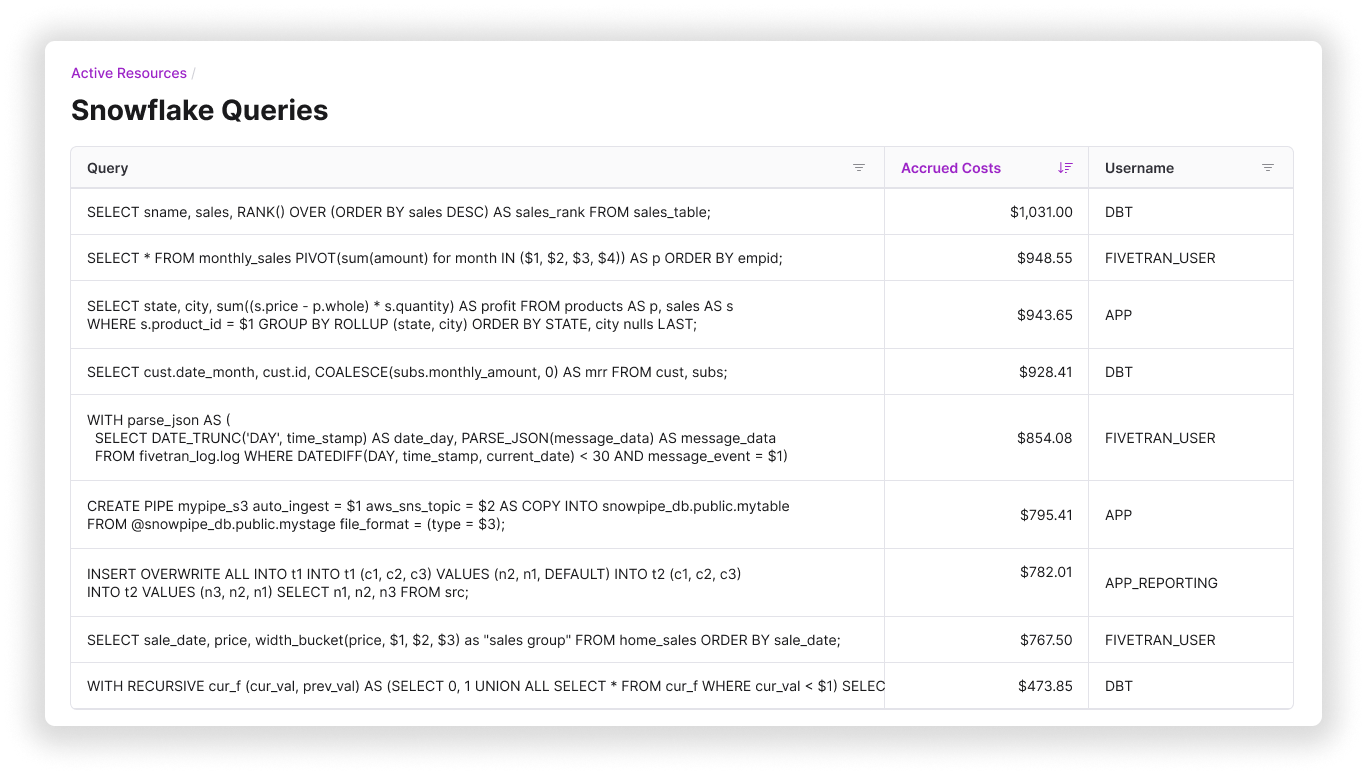 Active Resources /
Snowflake Queries
Query Accrued Costs Username
SELECT sname, sales, RANK() OVER (ORDER BY sales DESC) AS sales_rank FROM sales_table; $1,031.00 DBT
SELECT * FROM monthly_sales PIVOT(sum(amount) for month IN ($1, $2, $3, $4)) AS p ORDER BY empid; $948.55 FIVETRAN_USER
SELECT state, city, sum((s.price - p.whole) * s.quantity) AS profit FROM products AS p, sales AS s
WHERE s.product_id = $1 GROUP BY ROLLUP (state, city) ORDER BY STATE, city nulls LAST;
$943.65 APP
SELECT cust.date_month, cust.id, COALESCE(subs.monthly_amount, 0) AS mrr FROM cust, subs; $928.41 DBT
WITH parse_json AS (
SELECT DATE_TRUNC('DAY', time_stamp) AS date_day, PARSE_JSON(message_data) AS message_data
FROM fivetran_log.log WHERE DATEDIFF(DAY, time_stamp, current_date) < 30 AND message_event = $1)
$854.08 FIVETRAN_USER
CREATE PIPE mypipe_s3 auto_ingest = $1 aws_sns_topic = $2 AS COPY INTO snowpipe_db.public.mytable
FROM @snowpipe_db.public.mystage file_format = (type = $3);
$795.41 APP
INSERT OVERWRITE ALL INTO t1 INTO t1 (c1, c2, c3) VALUES (n2, n1, DEFAULT) INTO t2 (c1, c2, c3)
INTO t2 VALUES (n3, n2, n1) SELECT n1, n2, n3 FROM src;
$782.01 APP_REPORTING
SELECT sale_date, price, width_bucket(price, $1, $2, $3) as "sales group" FROM home_sales ORDER BY sale_date; $767.50 FIVETRAN_USER
WITH RECURSIVE cur_f (cur_val, prev_val) AS (SELECT 0, 1 UNION ALL SELECT * FROM cur_f WHERE cur_val < $1) SELEC $473.85 DBT